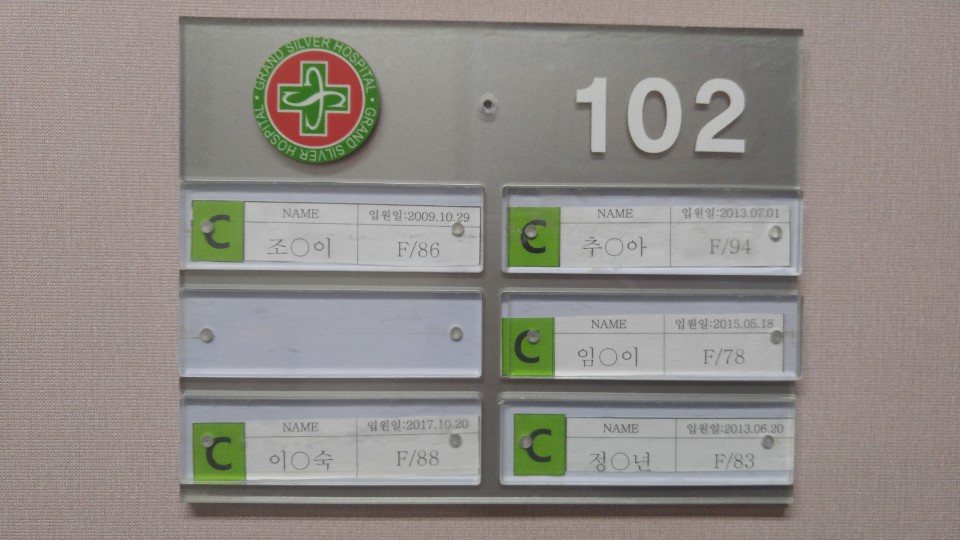 GRAND SILVER HOSPITAL • GRAND SILVER HOSPITAL •
102
C NAME 입원일:2009.10.29
조○이 F/86
C NAME 입원일:2013.07.01
추○아 F/94
C NAME 입원일:2015.05.18
임○이 F/78
C NAME 입원일:2017.10.20
이○숙 F/88
C NAME 입원일:2013.06.20
정○년 F/83